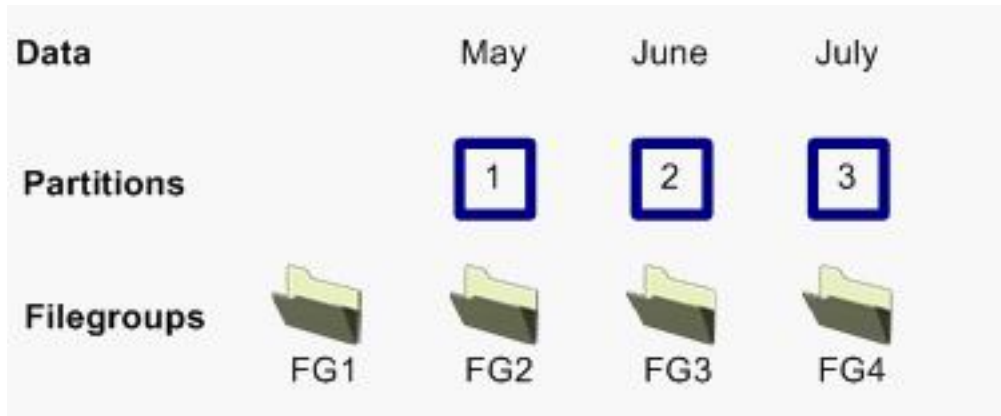 Data May June July
Partitions 1 2 3
Filegroups
FG1 FG2 FG3 FG4